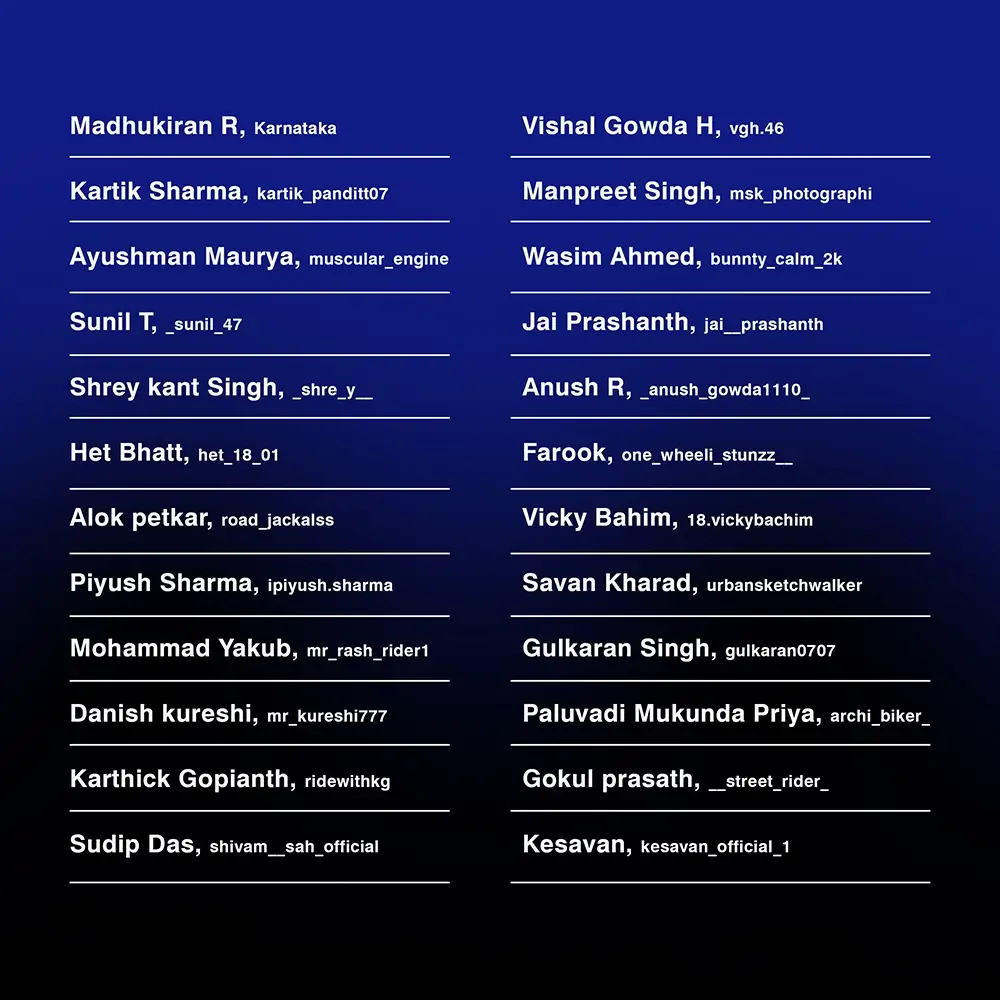 Madhukiran R, Karnataka
Kartik Sharma, kartik_panditt07
Ayushman Maurya, muscular_engine
Sunil T, _sunil_47
Shrey kant Singh, _shre_y__
Het Bhatt, het_18_01
Alok petkar, road_jackalss
Piyush Sharma, ipiyush.sharma
Mohammad Yakub, mr_rash_rider1
Danish kureshi, mr_kureshi777
Karthick Gopianth, ridewithkg
Sudip Das, shivam__sah_official
Vishal Gowda H, vgh.46
Manpreet Singh, msk_photographi
Wasim Ahmed, bunnty_calm_2k
Jai Prashanth, jai__prashanth
Anush R, _anush_gowda1110_
Farook, one_wheeli_stunzz__
Vicky Bahim, 18.vickybachim
Savan Kharad, urbansketchwalker
Gulkaran Singh, gulkaran0707
Paluvadi Mukunda Priya, archi_biker_
Gokul prasath, __street_rider_
Kesavan, kesavan_official_1